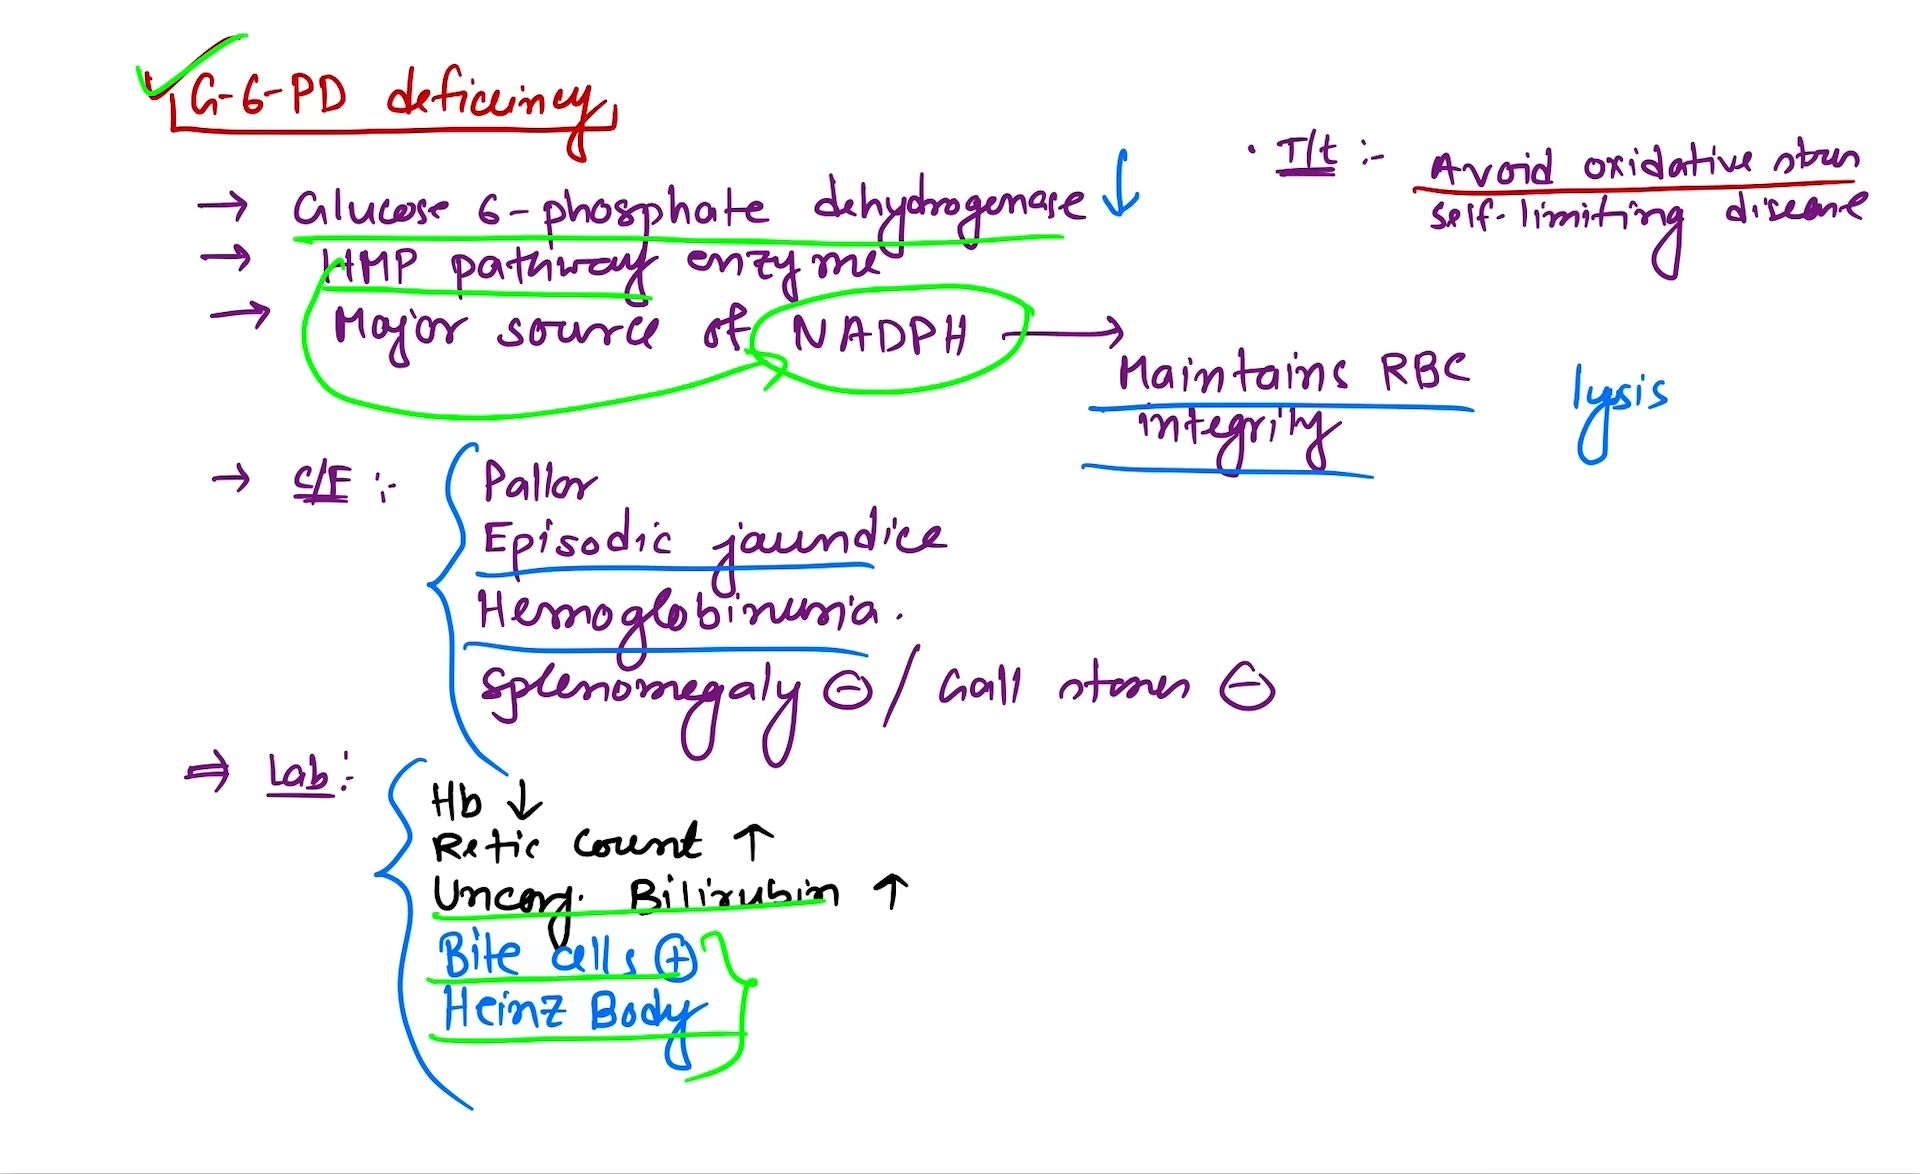 G-6-PD deficiency
→ Glucose 6-phosphate dehydrogenase ↓
→ HMP pathway enzyme
→ Major source of NADPH →
Maintains RBC
integrity
lysis
• T/t :- Avoid oxidative stress
self-limiting disease
→ C/F :- Pallor
Episodic jaundice
Hemoglobinuria.
Splenomegaly ⊖ / Gall stones ⊖
⇒ Lab:- Hb ↓
Retic Count ↑
Unconj. Bilirubin ↑
Bite cells ⊕
Heinz Body